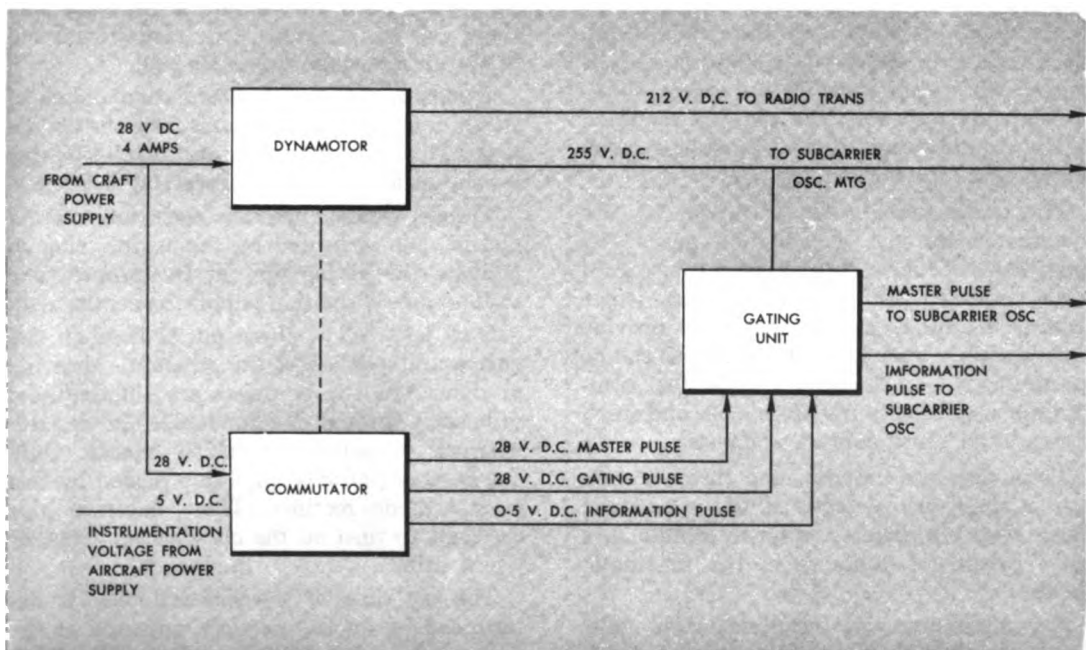 212 V. D.C. TO RADIO TRANS
28 V DC
4 AMPS
DYNAMOTOR
255 V. D.C.
TO SUBCARRIER
OSC. MTG
FROM CRAFT
POWER
SUPPLY
GATING
UNIT
MASTER PULSE
TO SUBCARRIER OSC
IMFORMATION
PULSE TO
SUBCARRIER
OSC
28 V. D.C.
5 V. D.C.
INSTRUMENTATION
VOLTAGE FROM
AIRCRAFT POWER
SUPPLY
COMMUTATOR
28 V. D.C. MASTER PULSE
28 V. D.C. GATING PULSE
O-5 V. D.C. INFORMATION PULSE